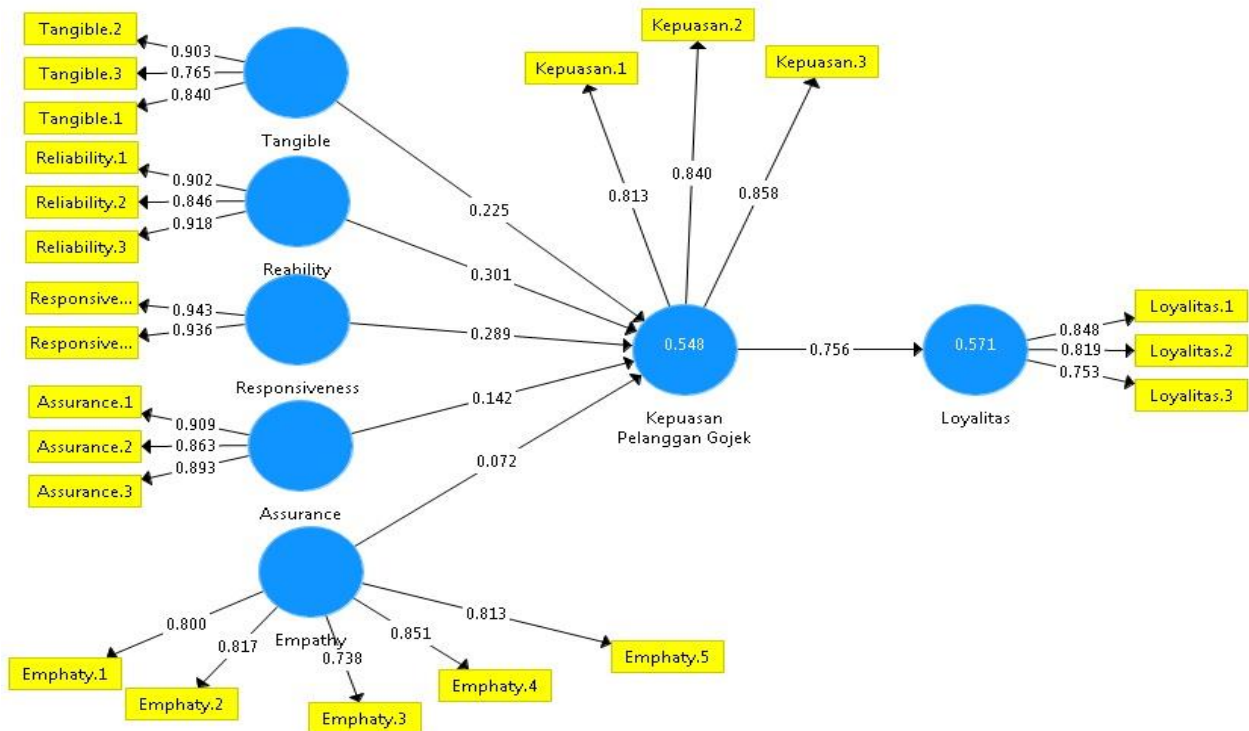 Tangible.2
0.903
Tangible.3
0.765
Tangible.1
0.840
Tangible
Reliability.1
0.902
Reliability.2
0.846
Reliability.3
0.918
Reahility
Responsive...
0.943
Responsive...
0.936
Responsiveness
Assurance.1
0.909
Assurance.2
0.863
Assurance.3
0.893
Assurance
Empathy
0.800
0.817
0.738
0.851
0.813
Emphaty.1
Emphaty.2
Emphaty.3
Emphaty.4
Emphaty.5
0.225
0.301
0.289
0.142
0.072
Kepuasan.1
Kepuasan.2
Kepuasan.3
0.813
0.840
0.858
0.548
Kepuasan
Pelanggan Gojek
0.756
0.571
Loyalitas
0.848
Loyalitas.1
0.819
Loyalitas.2
0.753
Loyalitas.3